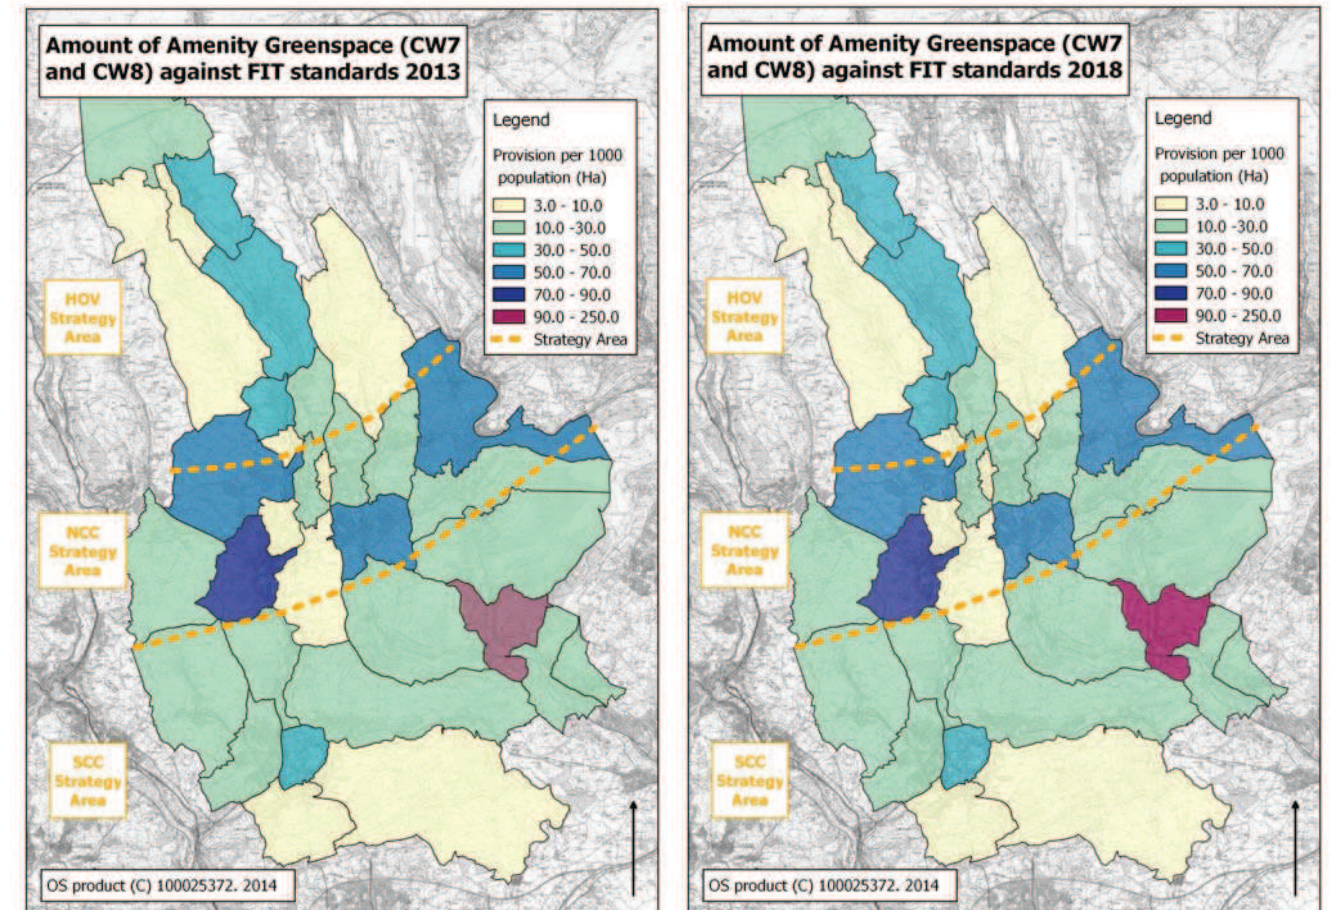 Amount of Amenity Greenspace (CW7
and CW8) against FIT standards 2013
Legend
Provision per 1000
population (Ha)
3.0 - 10.0
10.0 -30.0
30.0 - 50.0
50.0 - 70.0
70.0 - 90.0
90.0 - 250.0
Strategy Area
HOV
Strategy
Area
NCC
Strategy
Area
SCC
Strategy
Area
OS product (C) 100025372. 2014
Amount of Amenity Greenspace (CW7
and CW8) against FIT standards 2018
Legend
Provision per 1000
population (Ha)
3.0 - 10.0
10.0 -30.0
30.0 - 50.0
50.0 - 70.0
70.0 - 90.0
90.0 - 250.0
Strategy Area
HOV
Strategy
Area
NCC
Strategy
Area
SCC
Strategy
Area
OS product (C) 100025372. 2014